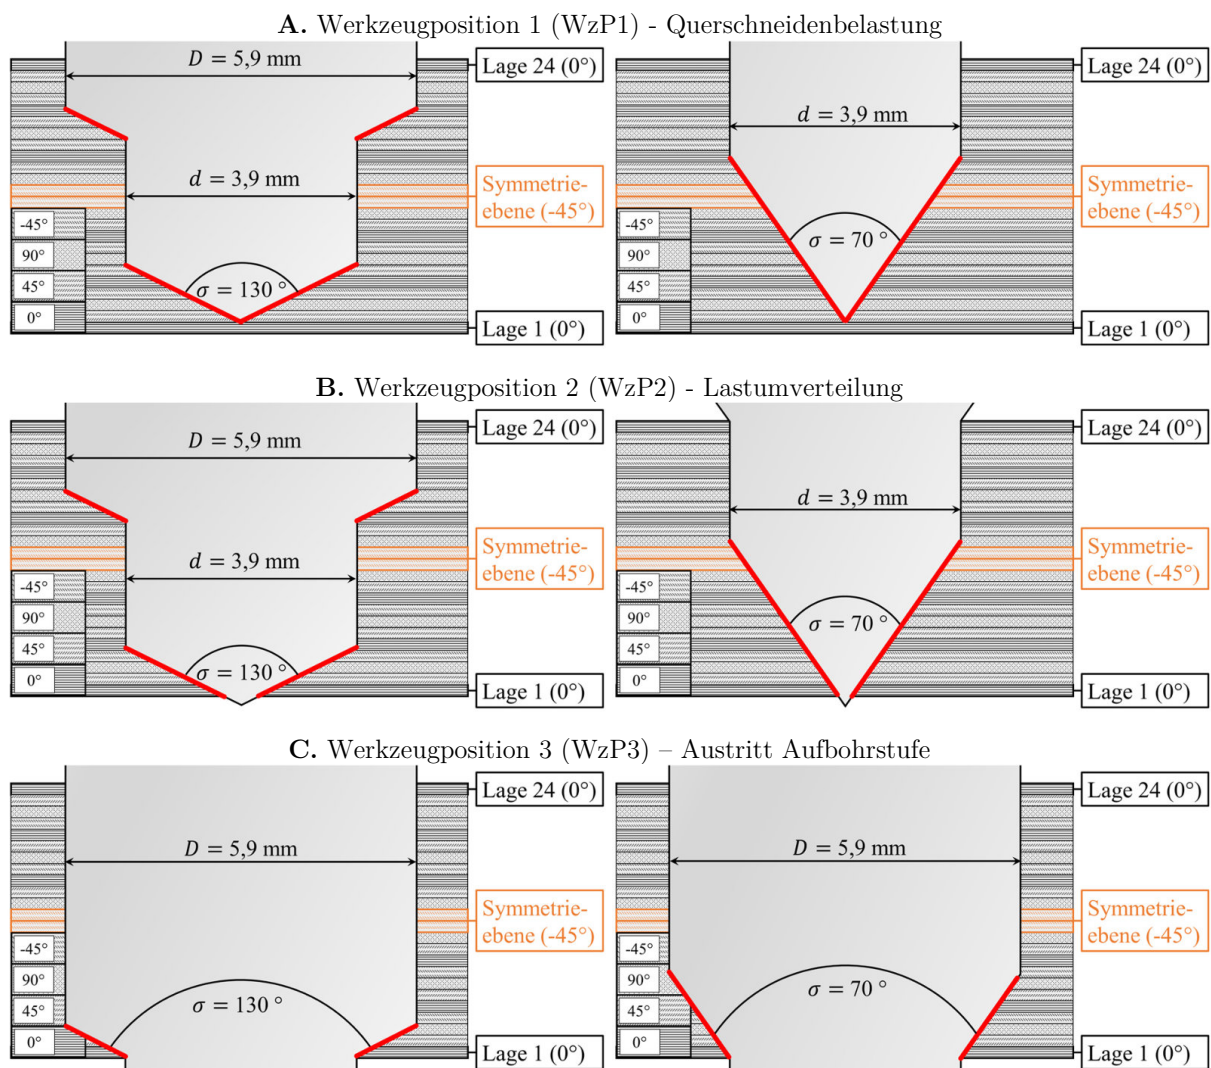 A. Werkzeugposition 1 (WzP1) - Querschneidenbelastung
D = 5,9 mm
d = 3,9 mm
σ = 130 °
-45°
90°
45°
0°
Lage 24 (0°)
Symmetrie-
ebene (-45°)
Lage 1 (0°)
d = 3,9 mm
σ = 70 °
-45°
90°
45°
0°
Lage 24 (0°)
Symmetrie-
ebene (-45°)
Lage 1 (0°)
B. Werkzeugposition 2 (WzP2) - Lastumverteilung
D = 5,9 mm
d = 3,9 mm
σ = 130 °
-45°
90°
45°
0°
Lage 24 (0°)
Symmetrie-
ebene (-45°)
Lage 1 (0°)
d = 3,9 mm
σ = 70 °
-45°
90°
45°
0°
Lage 24 (0°)
Symmetrie-
ebene (-45°)
Lage 1 (0°)
C. Werkzeugposition 3 (WzP3) – Austritt Aufbohrstufe
D = 5,9 mm
σ = 130 °
-45°
90°
45°
0°
Lage 24 (0°)
Symmetrie-
ebene (-45°)
Lage 1 (0°)
D = 5,9 mm
σ = 70 °
-45°
90°
45°
0°
Lage 24 (0°)
Symmetrie-
ebene (-45°)
Lage 1 (0°)